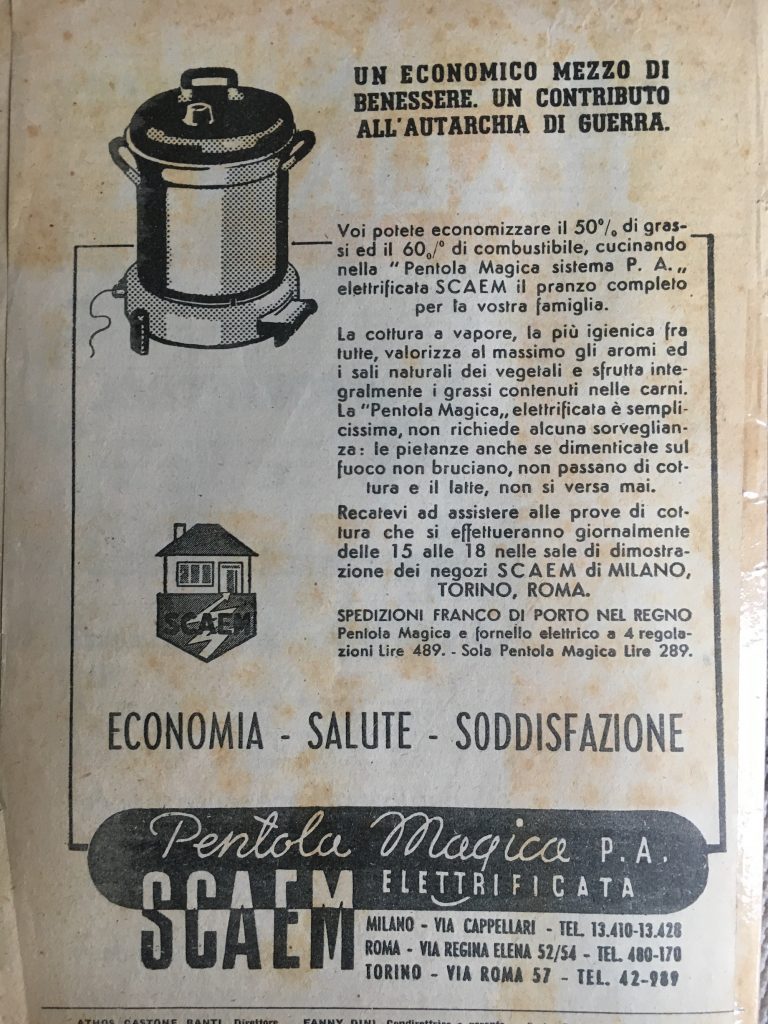 UN ECONOMICO MEZZO DI
BENESSERE. UN CONTRIBUTO
ALL'AUTARCHIA DI GUERRA.
Voi potete economizzare il 50% di gras-
si ed il 60% di combustibile, cucinando
nella "Pentola Magica sistema P. A.„
elettrificata SCAEM il pranzo completo
per la vostra famiglia.
La cottura a vapore, la più igienica fra
tutte, valorizza al massimo gli aromi ed
i sali naturali dei vegetali e sfrutta inte-
gralmente i grassi contenuti nelle carni.
La "Pentola Magica„ elettrificata è sempli-
cissima, non richiede alcuna sorveglian-
za: le pietanze anche se dimenticate sul
fuoco non bruciano, non passano di cot-
tura e il latte, non si versa mai.
Recatevi ad assistere alle prove di cot-
tura che si effettueranno giornalmente
delle 15 alle 18 nelle sale di dimostra-
zione dei negozi SCAEM di MILANO,
TORINO, ROMA.
SPEDIZIONI FRANCO DI PORTO NEL REGNO
Pentola Magica e fornello elettrico a 4 regola-
zioni Lire 489. - Sola Pentola Magica Lire 289.
SCAEM
ECONOMIA - SALUTE - SODDISFAZIONE
Pentola Magica P. A.
ELETTRIFICATA
SCAEM
MILANO - VIA CAPPELLARI - TEL. 13.410-13.428
ROMA - VIA REGINA ELENA 52/54 - TEL. 480-170
TORINO - VIA ROMA 57 - TEL. 42-989
ATHOS GASTONE BANTI, Direttore FANNY DINI, Condirettrice